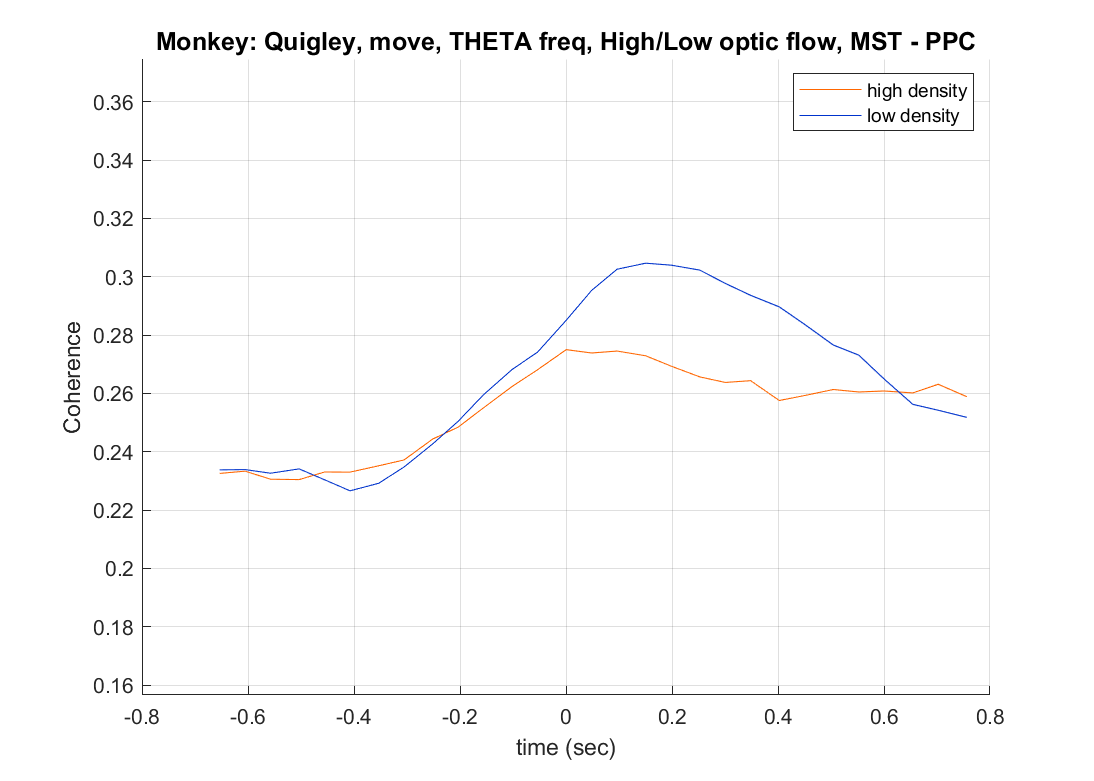 Monkey: Quigley, move, THETA freq, High/Low optic flow, MST - PPC
high density
low density
0.36
0.34
0.32
0.3
0.28
0.26
0.24
0.22
0.2
0.18
0.16
Coherence
-0.8 -0.6 -0.4 -0.2 0 0.2 0.4 0.6 0.8
time (sec)